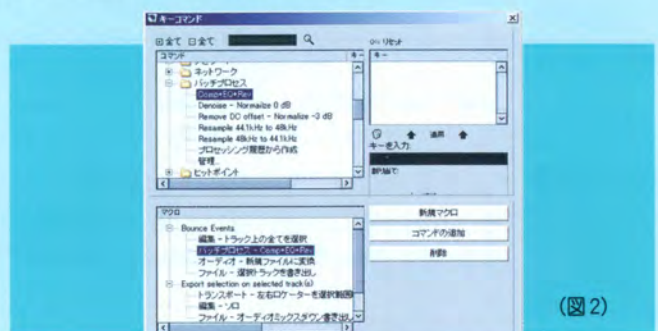 キーコマンド
全て 全て
リセット
コマンド キー
キー
ネットワーク
バッチプロセス
Comp+EQ+Rev
Denoise - Normalize 0 dB
Remove DC offset - Normalize -3 dB
Resample 44.1kHz to 48kHz
Resample 48kHz to 44.1kHz
プロセッシング履歴から作成
管理...
ヒットポイント
適用
キーを入力
割り当て:
マクロ
Bounce Events
編集 - トラック上の全てを選択
バッチプロセス - Comp+EQ+Rev
オーディオ - 新規ファイルに変換
ファイル - 選択トラックを書き出し
Export selection on selected track(s)
トランスポート - 左右ロケーターを選択範囲
編集 - ソロ
ファイル - オーディオミックスダウン書き出し
新規マクロ
コマンドの追加
削除
(図2)